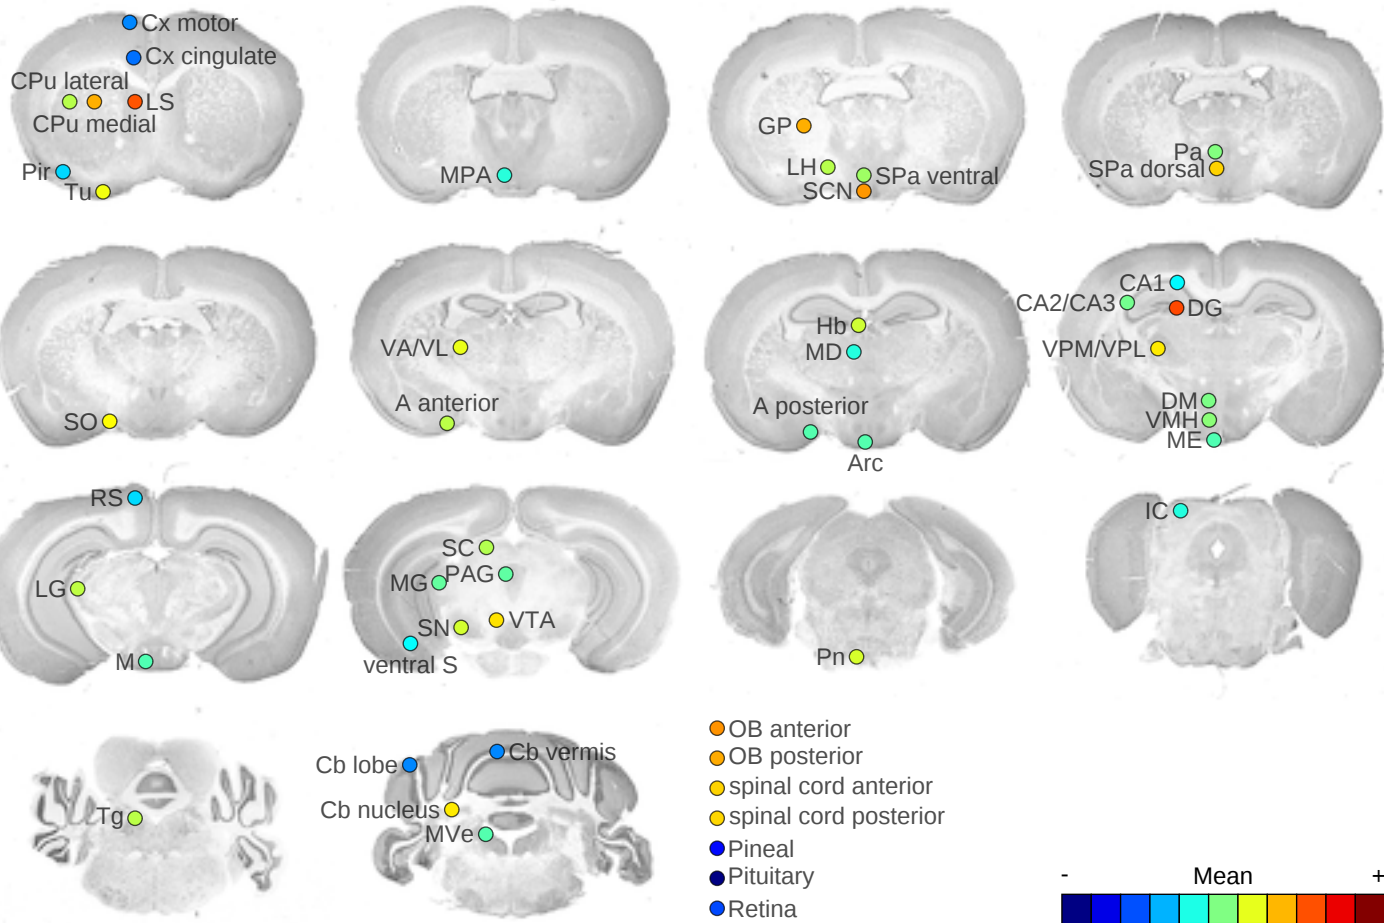 Cx motor
Cx cingulate
CPu lateral
LS
CPu medial
Pir
Tu
MPA
GP
LH
SPa ventral
SCN
Pa
SPa dorsal
SO
VA/VL
A anterior
Hb
MD
A posterior
Arc
CA1
CA2/CA3
DG
VPM/VPL
DM
VMH
ME
RS
LG
M
SC
MG
PAG
SN
VTA
ventral S
Pn
IC
Tg
Cb lobe
Cb vermis
Cb nucleus
MVe
OB anterior
OB posterior
spinal cord anterior
spinal cord posterior
Pineal
Pituitary
Retina
- Mean +